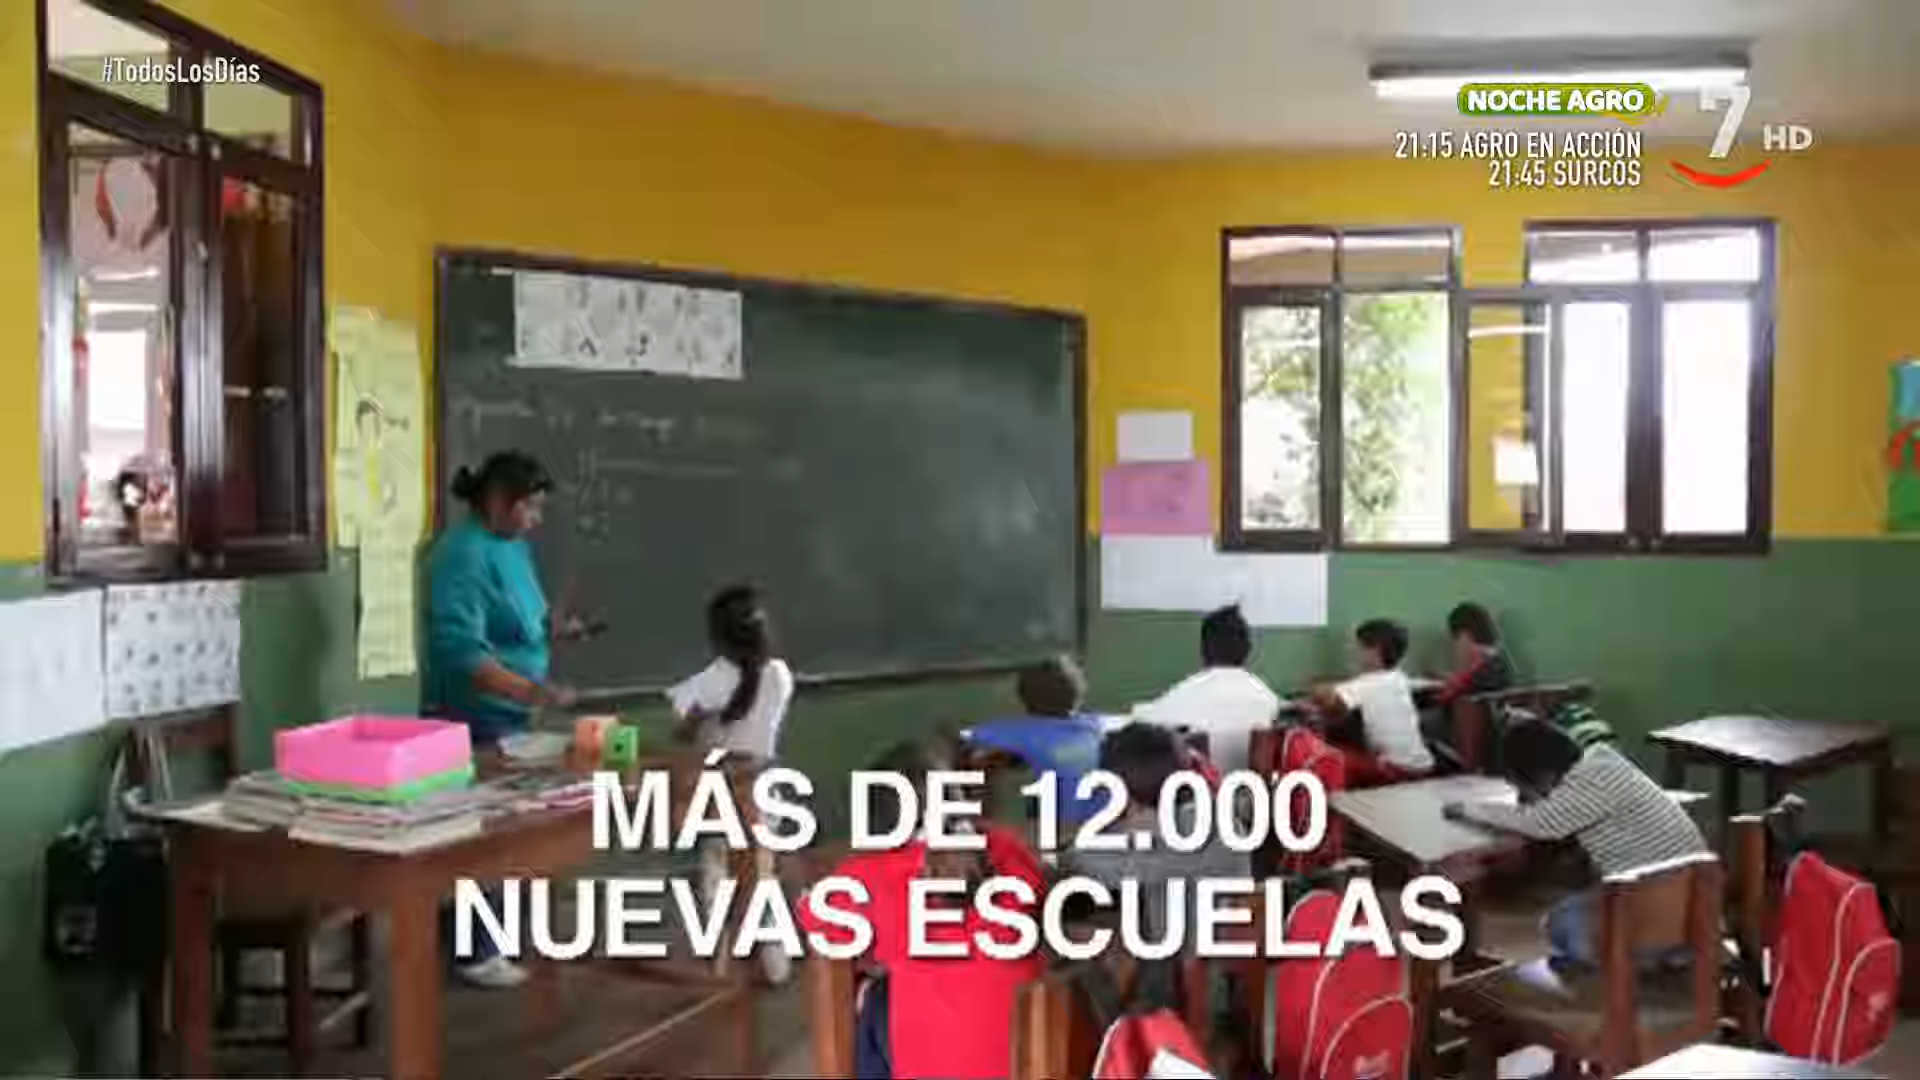 #TodosLosDías
NOCHE AGRO
21:15 AGRO EN ACCIÓN
21:45 SURCOS
7 HD
MÁS DE 12.000
NUEVAS ESCUELAS